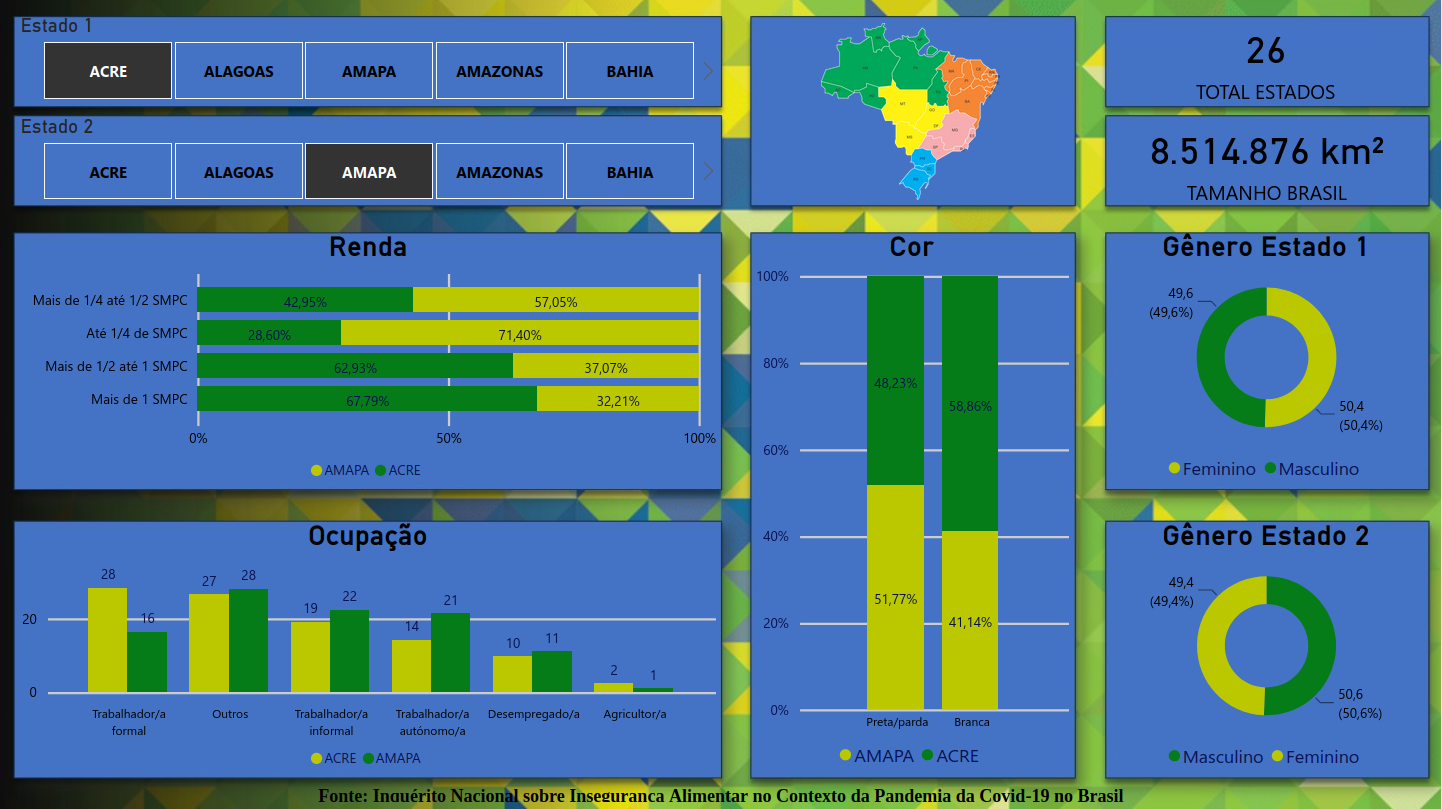 Estado 1
ACRE
ALAGOAS
AMAPA
AMAZONAS
BAHIA
Estado 2
ACRE
ALAGOAS
AMAPA
AMAZONAS
BAHIA
26
TOTAL ESTADOS
8.514.876 km²
TAMANHO BRASIL
Renda
Mais de 1/4 até 1/2 SMPC
42,95%
57,05%
Até 1/4 de SMPC
28,60%
71,40%
Mais de 1/2 até 1 SMPC
62,93%
37,07%
Mais de 1 SMPC
67,79%
32,21%
0%
50%
100%
AMAPA
ACRE
Cor
100%
80%
60%
40%
20%
0%
48,23%
58,86%
51,77%
41,14%
Preta/parda
Branca
AMAPA
ACRE
Gênero Estado 1
49,6
(49,6%)
50,4
(50,4%)
Feminino
Masculino
Ocupação
20
0
28
16
27
28
19
22
14
21
10
11
2
1
Trabalhador/a
formal
Outros
Trabalhador/a
informal
Trabalhador/a
autônomo/a
Desempregado/a
Agricultor/a
ACRE
AMAPA
Gênero Estado 2
49,4
(49,4%)
50,6
(50,6%)
Masculino
Feminino
Fonte: Inquérito Nacional sobre Insegurança Alimentar no Contexto da Pandemia da Covid-19 no Brasil